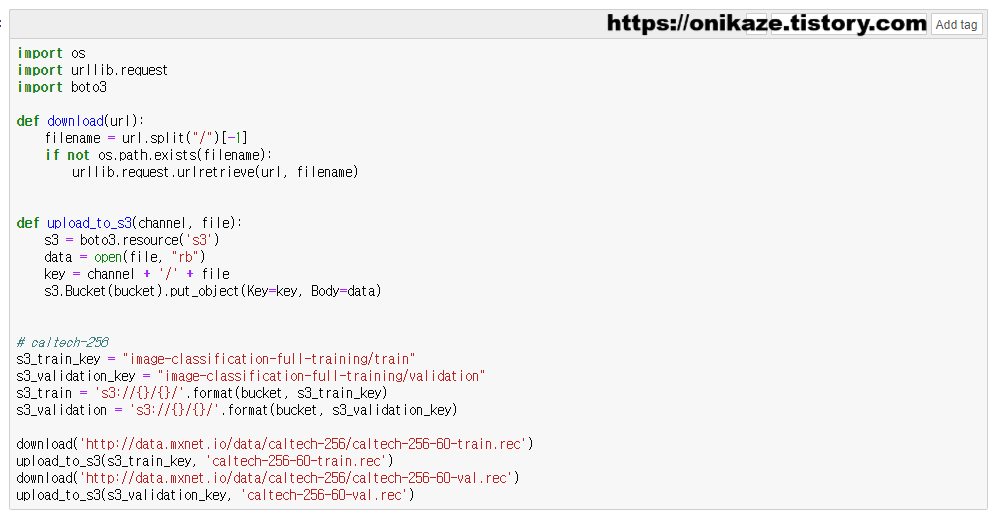 https://onikaze.tistory.com
Add tag
import os
import urllib.request
import boto3

def download(url):
    filename = url.split("/")[-1]
    if not os.path.exists(filename):
        urllib.request.urlretrieve(url, filename)


def upload_to_s3(channel, file):
    s3 = boto3.resource('s3')
    data = open(file, "rb")
    key = channel + '/' + file
    s3.Bucket(bucket).put_object(Key=key, Body=data)


# caltech-256
s3_train_key = "image-classification-full-training/train"
s3_validation_key = "image-classification-full-training/validation"
s3_train = 's3://{}/{}/'.format(bucket, s3_train_key)
s3_validation = 's3://{}/{}/'.format(bucket, s3_validation_key)

download('http://data.mxnet.io/data/caltech-256/caltech-256-60-train.rec')
upload_to_s3(s3_train_key, 'caltech-256-60-train.rec')
download('http://data.mxnet.io/data/caltech-256/caltech-256-60-val.rec')
upload_to_s3(s3_validation_key, 'caltech-256-60-val.rec')